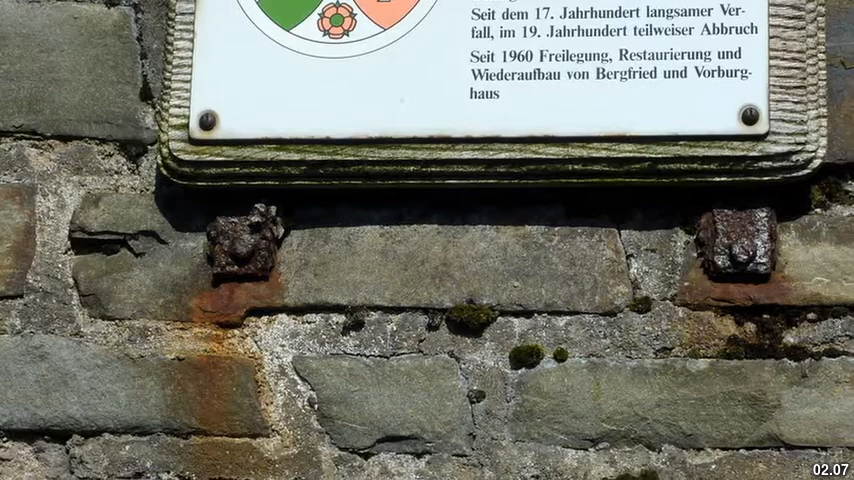 Seit dem 17. Jahrhundert langsamer Ver-
fall, im 19. Jahrhundert teilweiser Abbruch
Seit 1960 Freilegung, Restaurierung und
Wiederaufbau von Bergfried und Vorburg-
haus
02.07